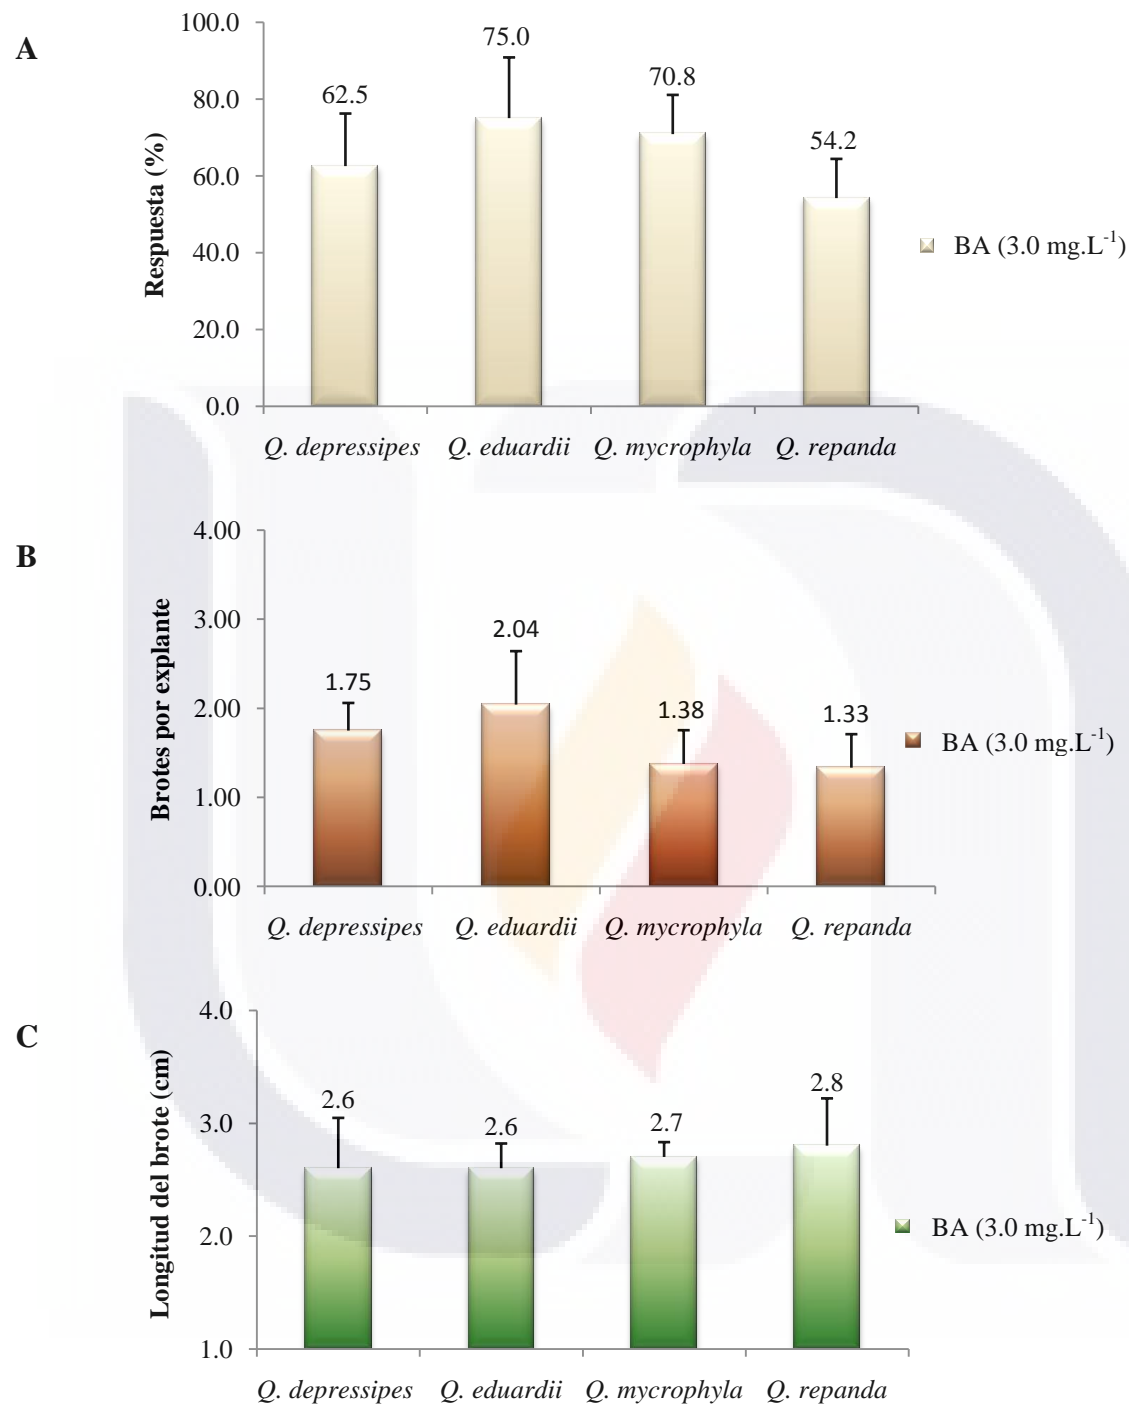 A
Respuesta (%)
100.0
80.0
60.0
40.0
20.0
0.0
62.5
75.0
70.8
54.2
BA (3.0 mg.L⁻¹)
Q. depressipes Q. eduardii Q. mycrophyla Q. repanda
B
Brotes por explante
4.00
3.00
2.00
1.00
0.00
1.75
2.04
1.38
1.33
BA (3.0 mg.L⁻¹)
Q. depressipes Q. eduardii Q. mycrophyla Q. repanda
C
Longitud del brote (cm)
4.0
3.0
2.0
1.0
2.6
2.6
2.7
2.8
BA (3.0 mg.L⁻¹)
Q. depressipes Q. eduardii Q. mycrophyla Q. repanda